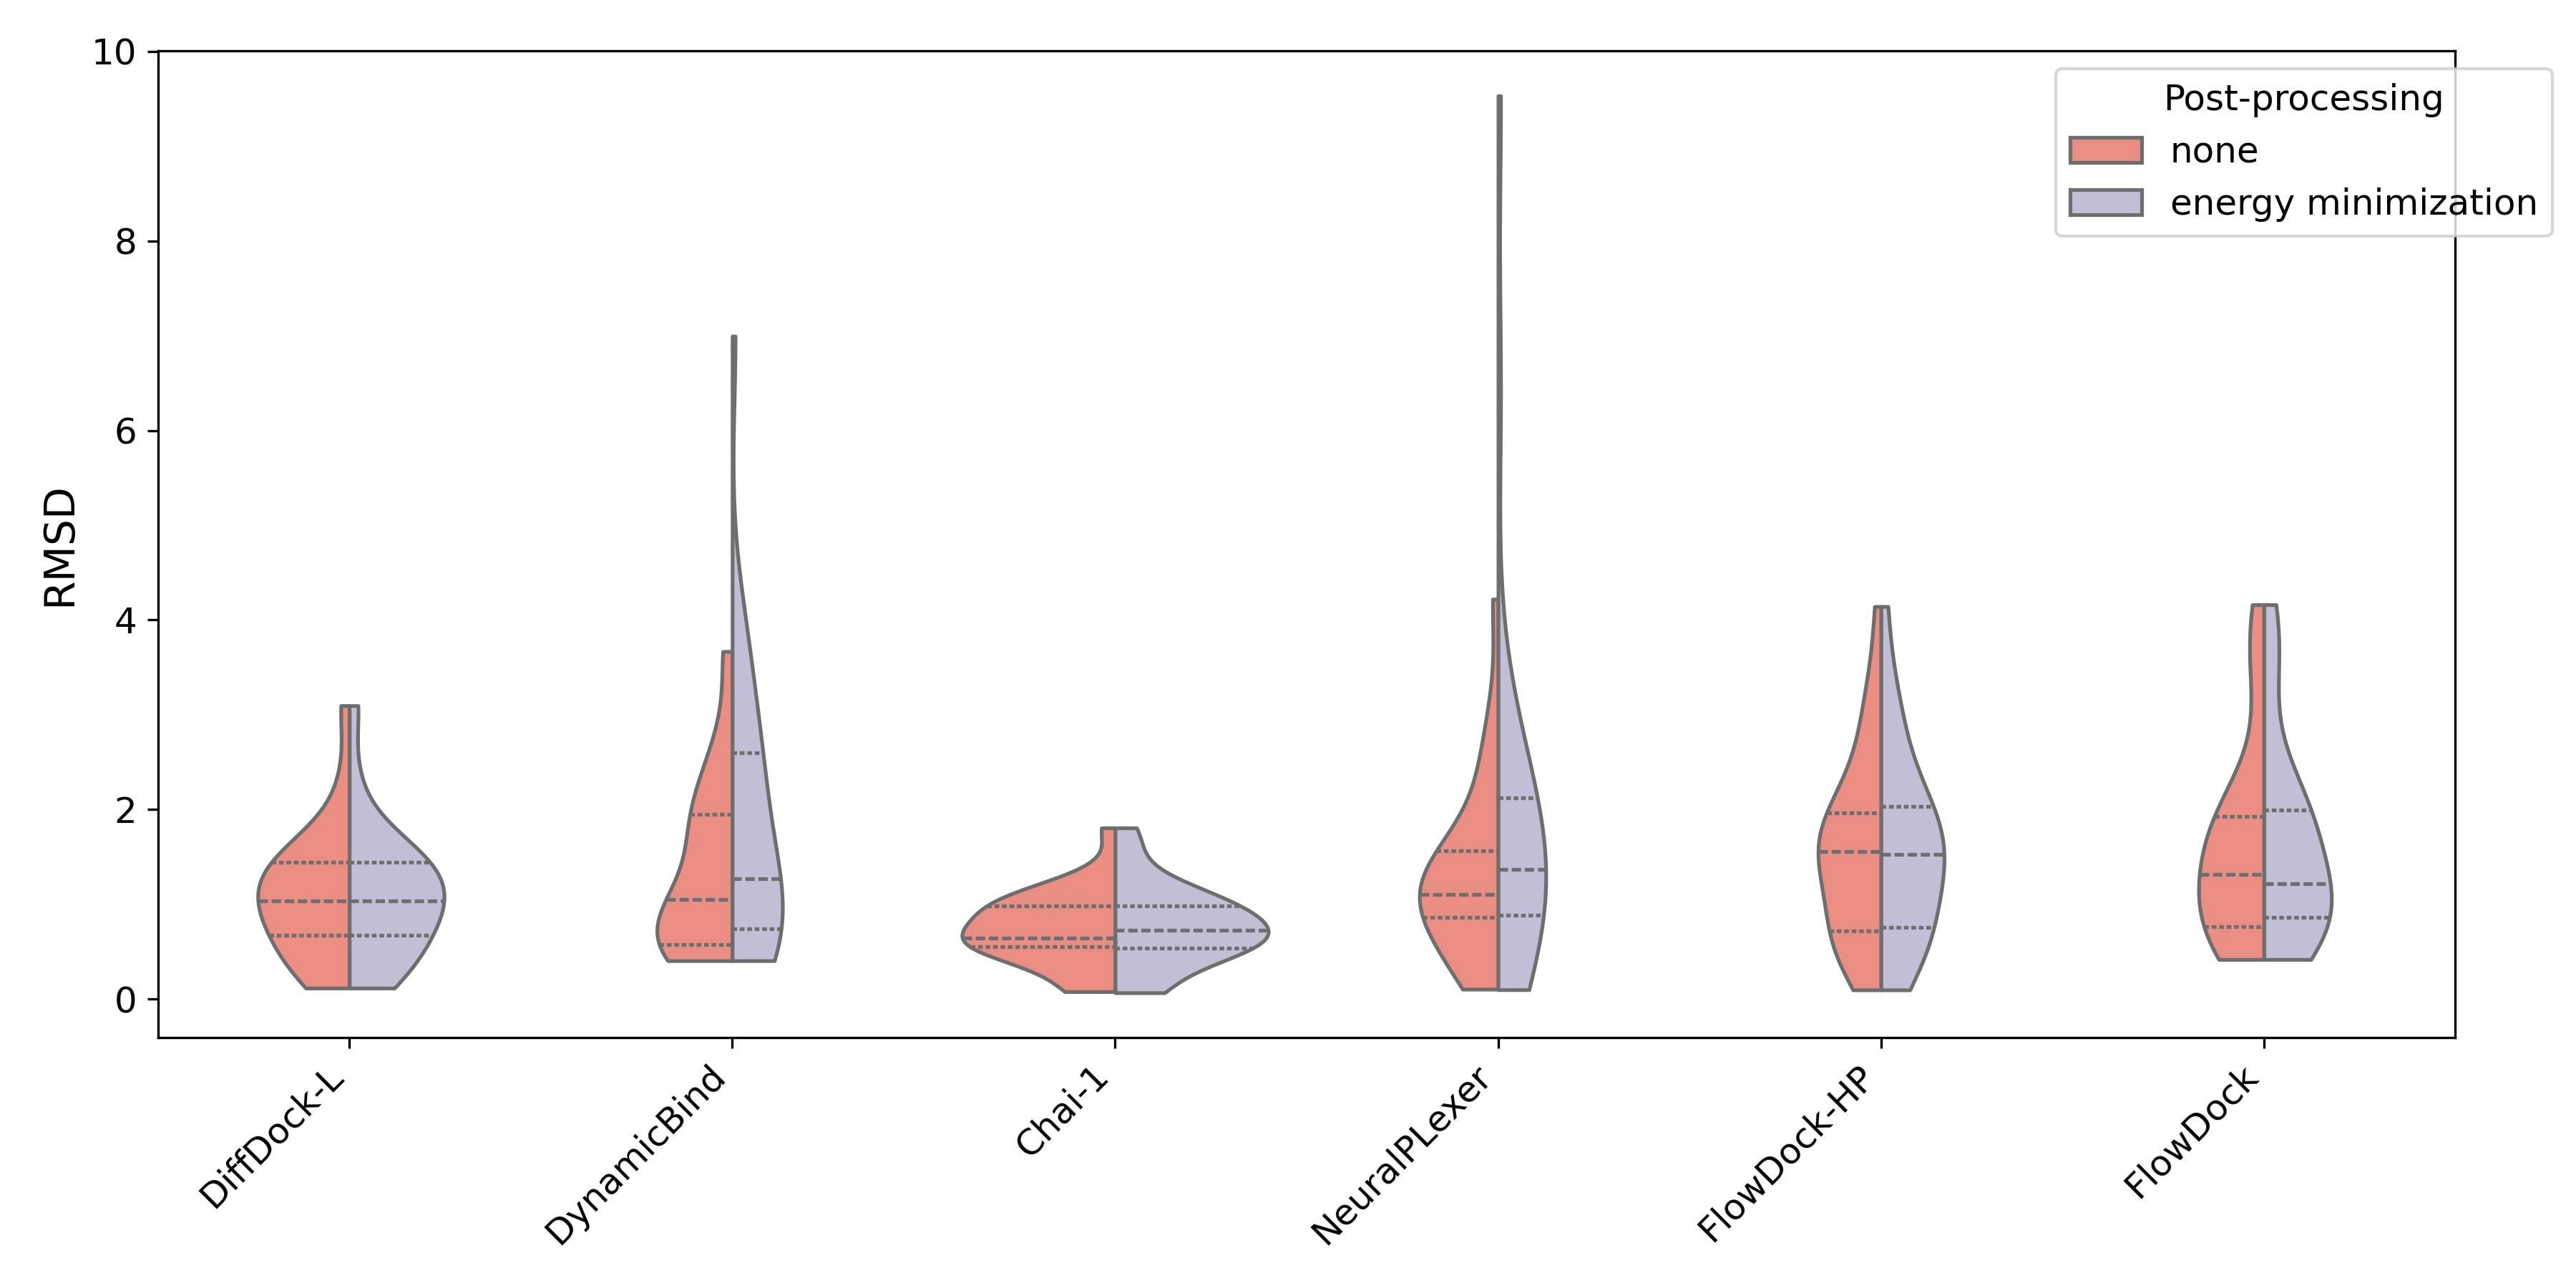 10
8
6
4
2
0
RMSD
Post-processing
none
energy minimization
DiffDock-L
DynamicBind
Chai-1
NeuralPLexer
FlowDock-HP
FlowDock